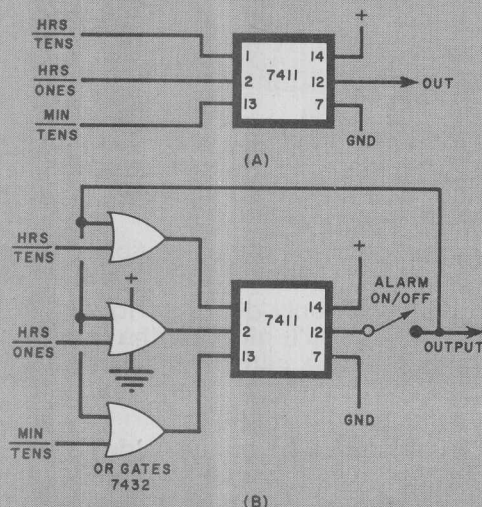 HRS
TENS
HRS
ONES
MIN
TENS
1
2
13
7411
14
12
7
+
OUT
GND
(A)
HRS
TENS
HRS
ONES
MIN
TENS
+
OR GATES
7432
1
2
13
7411
14
12
7
+
ALARM
ON/OFF
OUTPUT
GND
(B)